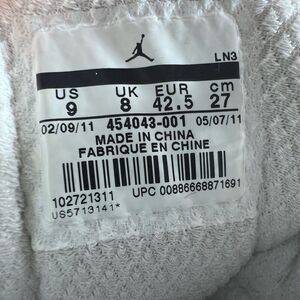 LN3
US UK EUR cm
9 8 42.5 27
02/09/11 454043-001 05/07/11
MADE IN CHINA
FABRIQUE EN CHINE
102721311 UPC 00886668871691
US5713141*